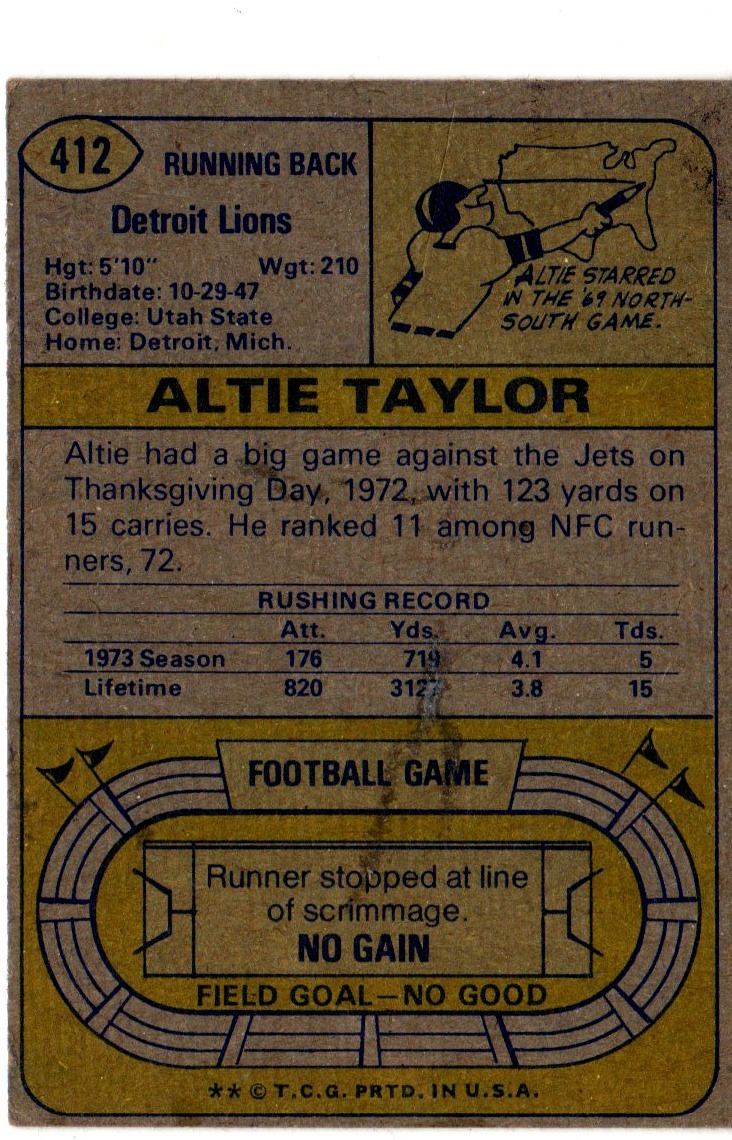 412
RUNNING BACK
Detroit Lions
Hgt: 5'10" Wgt: 210
Birthdate: 10-29-47
College: Utah State
Home: Detroit, Mich.
ALTIE STARRED
IN THE '69 NORTH-
SOUTH GAME.
ALTIE TAYLOR
Altie had a big game against the Jets on
Thanksgiving Day, 1972, with 123 yards on
15 carries. He ranked 11 among NFC run-
ners, 72.
RUSHING RECORD
Att. Yds. Avg. Tds.
1973 Season 176 719 4.1 5
Lifetime 820 3127 3.8 15
FOOTBALL GAME
Runner stopped at line
of scrimmage.
NO GAIN
FIELD GOAL—NO GOOD
** © T.C.G. PRTD. IN U.S.A.